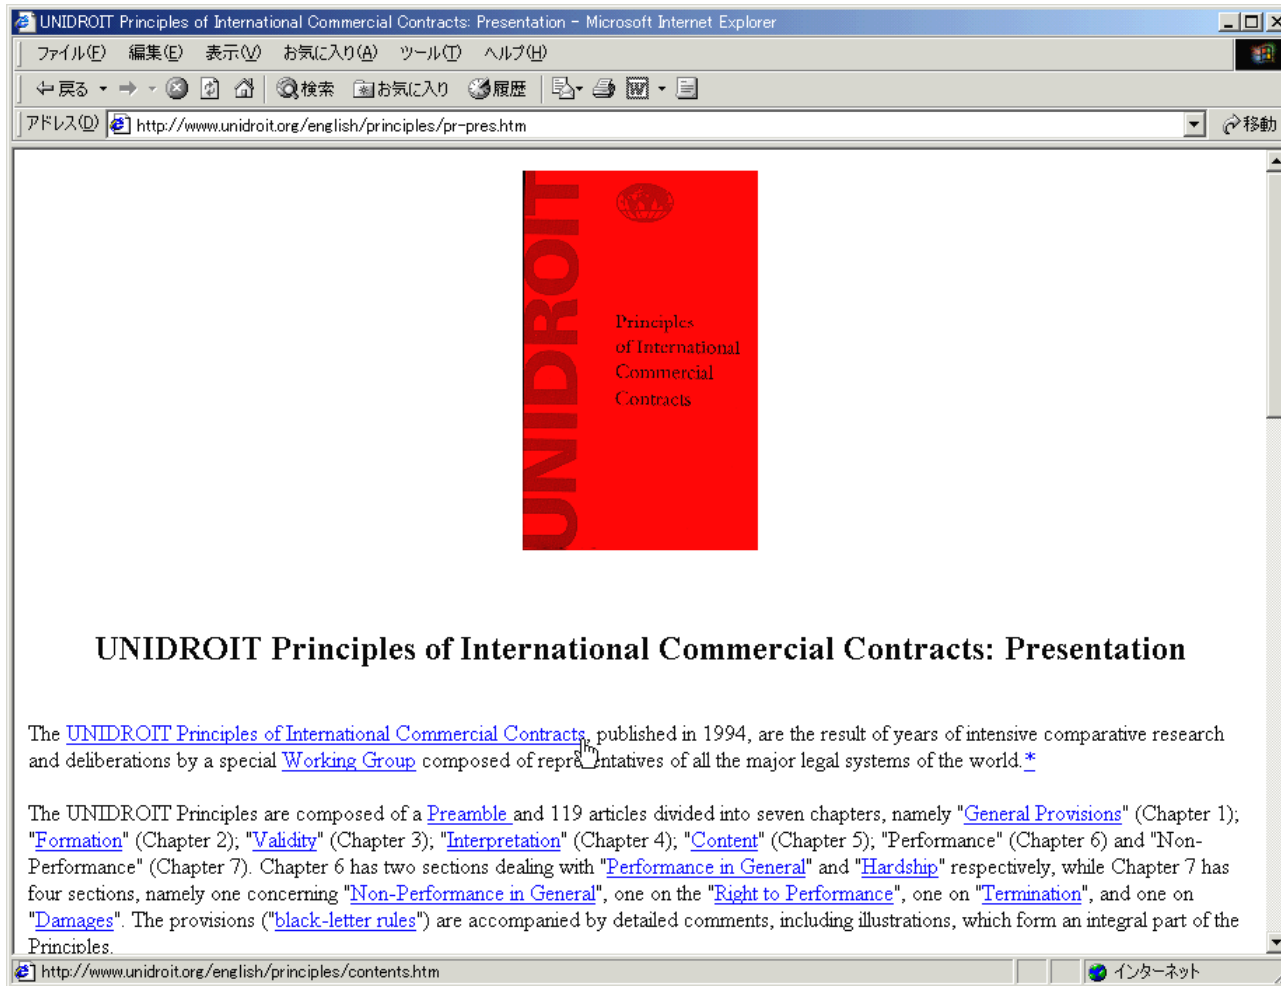 UNIDROIT Principles of International Commercial Contracts: Presentation - Microsoft Internet Explorer
ファイル(F) 編集(E) 表示(V) お気に入り(A) ツール(T) ヘルプ(H)
戻る 検索 お気に入り 履歴
アドレス(D) http://www.unidroit.org/english/principles/pr-pres.htm 移動
UNIDROIT
Principles
of International
Commercial
Contracts
UNIDROIT Principles of International Commercial Contracts: Presentation
The UNIDROIT Principles of International Commercial Contracts, published in 1994, are the result of years of intensive comparative research
and deliberations by a special Working Group composed of representatives of all the major legal systems of the world.*
The UNIDROIT Principles are composed of a Preamble and 119 articles divided into seven chapters, namely "General Provisions" (Chapter 1);
"Formation" (Chapter 2); "Validity" (Chapter 3); "Interpretation" (Chapter 4); "Content" (Chapter 5); "Performance" (Chapter 6) and "Non-
Performance" (Chapter 7). Chapter 6 has two sections dealing with "Performance in General" and "Hardship" respectively, while Chapter 7 has
four sections, namely one concerning "Non-Performance in General", one on the "Right to Performance", one on "Termination", and one on
"Damages". The provisions ("black-letter rules") are accompanied by detailed comments, including illustrations, which form an integral part of the
Principles.
http://www.unidroit.org/english/principles/contents.htm インターネット